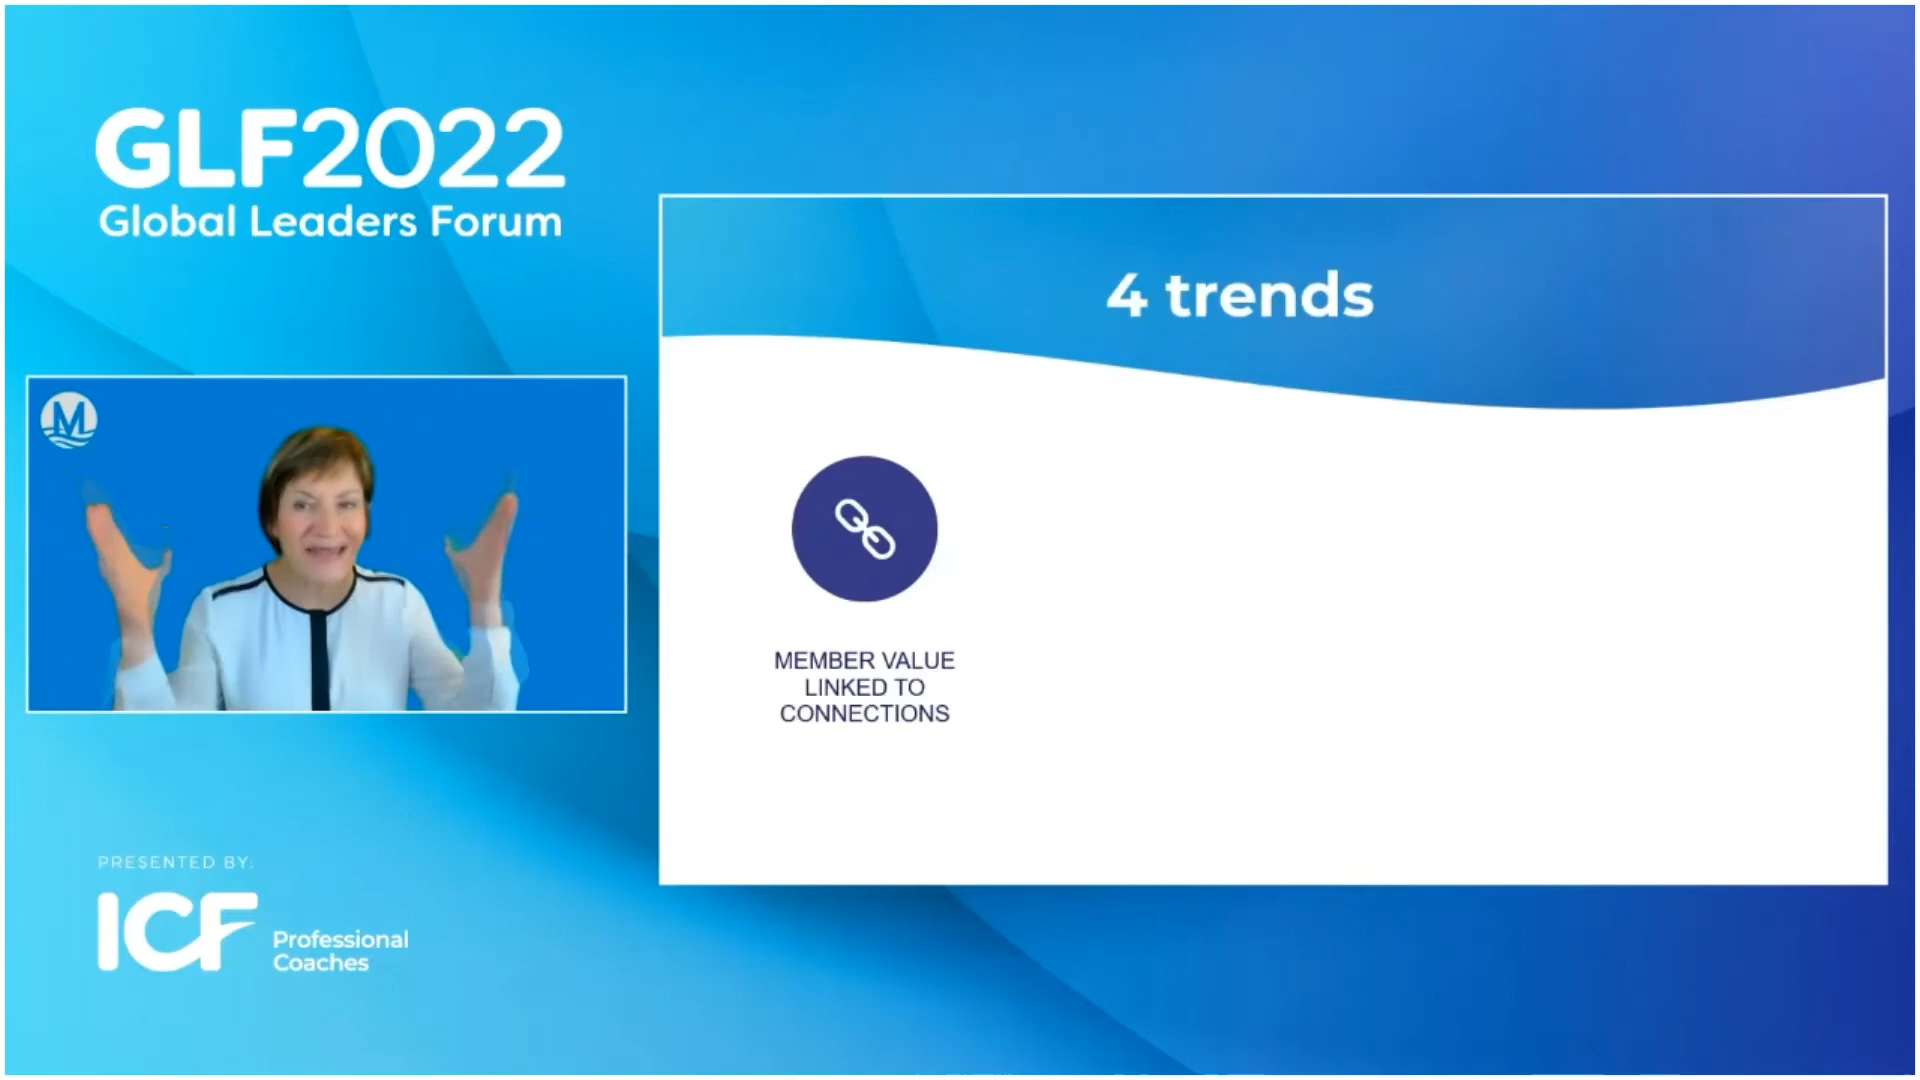 GLF2022
Global Leaders Forum
M
4 trends
MEMBER VALUE
LINKED TO
CONNECTIONS
PRESENTED BY:
ICF
Professional
Coaches